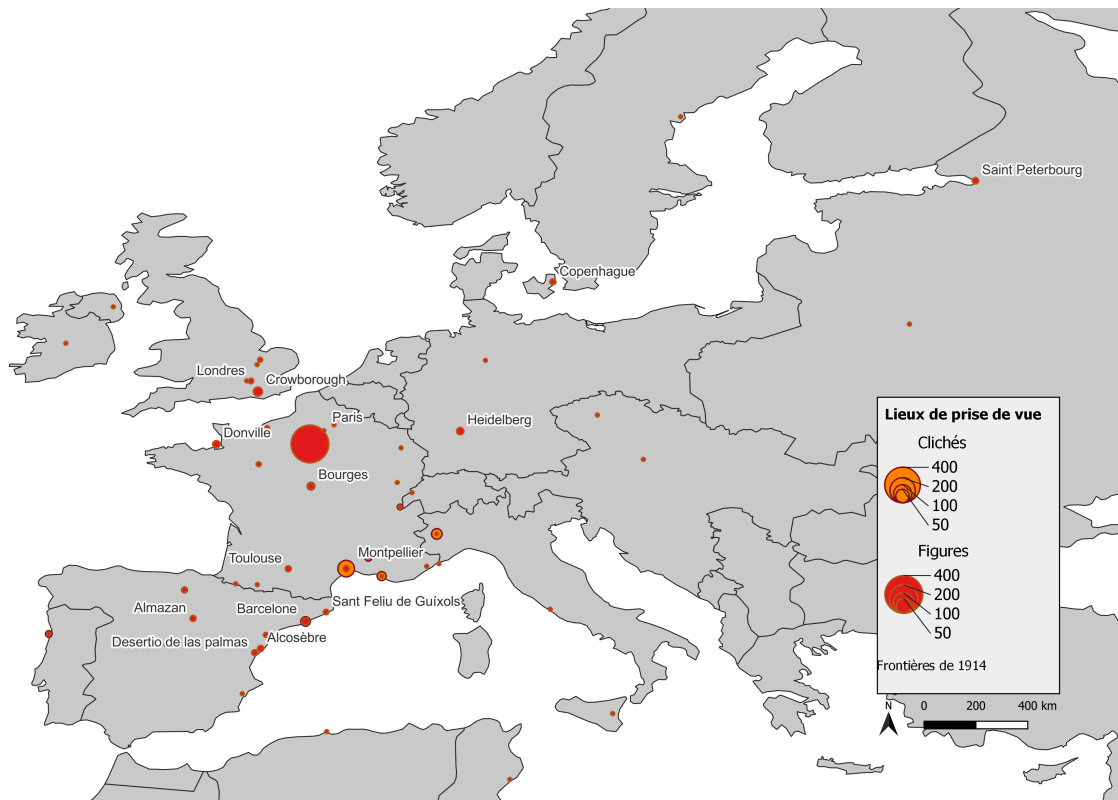 Saint Peterbourg
Copenhague
Londres
Crowborough
Paris
Heidelberg
Donville
Bourges
Lieux de prise de vue
Clichés
400
200
100
50
Figures
400
200
100
50
Frontières de 1914
Montpellier
Toulouse
Almazan
Barcelone
Sant Feliu de Guíxols
Desertio de las palmas
Alcosèbre
N
0 200 400 km